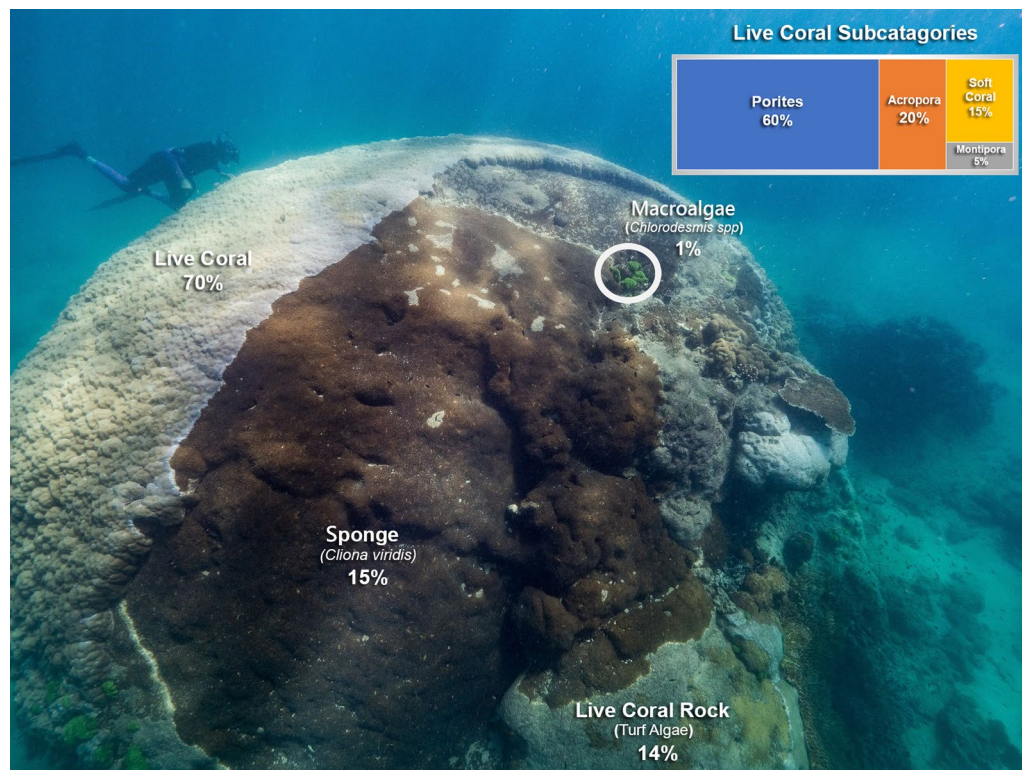 Live Coral Subcatagories
Porites
60%
Acropora
20%
Soft
Coral
15%
Montipora
5%
Macroalgae
(Chlorodesmis spp)
1%
Live Coral
70%
Sponge
(Cliona viridis)
15%
Live Coral Rock
(Turf Algae)
14%